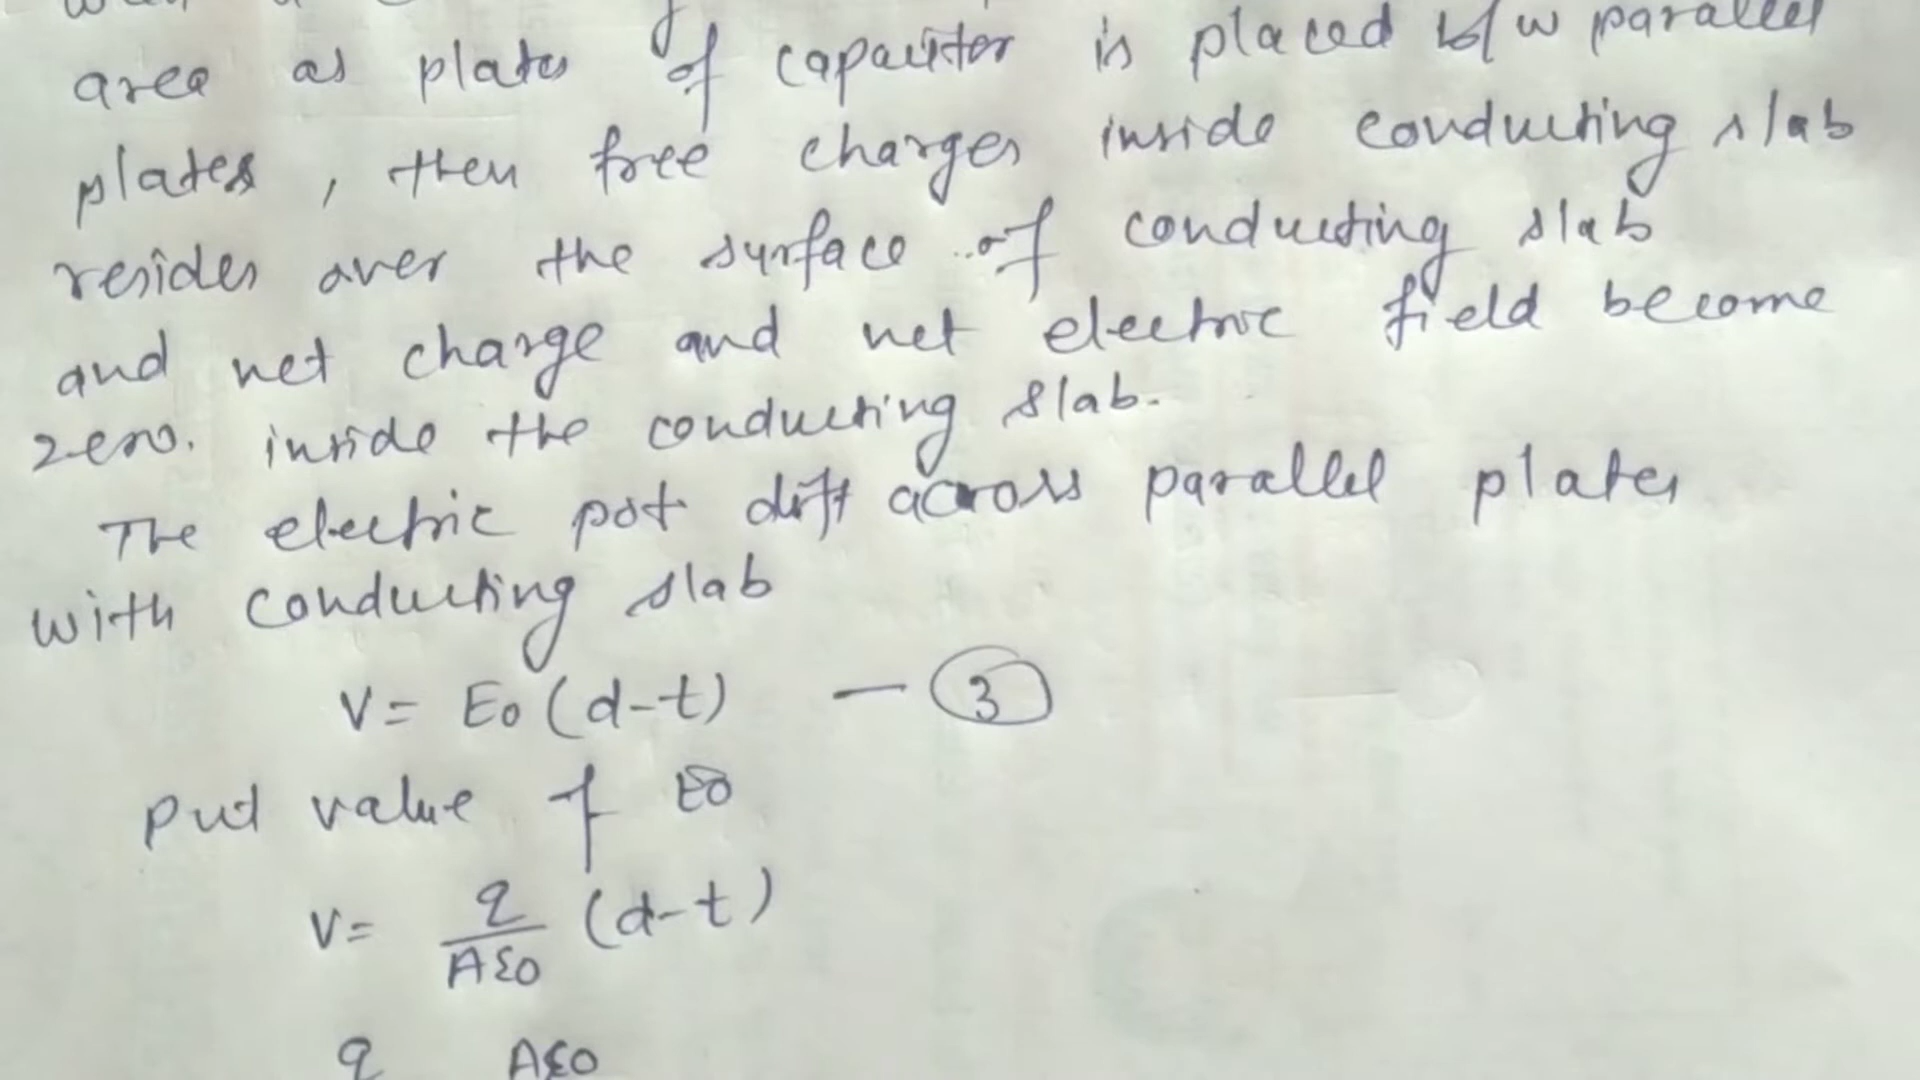 area as plates of capacitor is placed b/w parallel
plates, then free charges inside conducting slab
resides over the surface of conducting slab
and net charge and net electric field become
zero. inside the conducting slab.
The electric pot diff across parallel plates
with conducting slab
V = E0 (d-t) — 3
put value of E0
V = q/Aε0 (d-t)
q Aε0